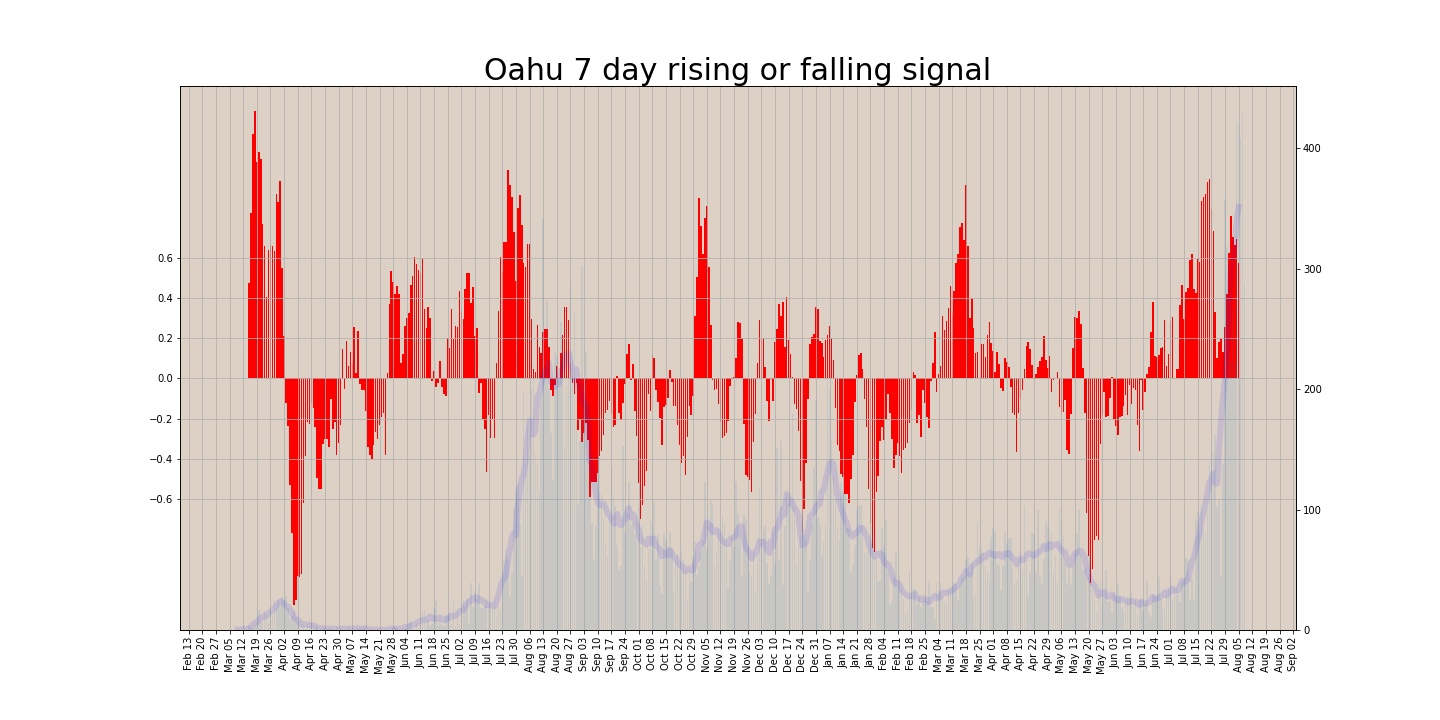 Oahu 7 day rising or falling signal
0.6
0.4
0.2
0.0
−0.2
−0.4
−0.6
400
300
200
100
0
Feb 13
Feb 20
Feb 27
Mar 05
Mar 12
Mar 19
Mar 26
Apr 02
Apr 09
Apr 16
Apr 23
Apr 30
May 07
May 14
May 21
May 28
Jun 04
Jun 11
Jun 18
Jun 25
Jul 02
Jul 09
Jul 16
Jul 23
Jul 30
Aug 06
Aug 13
Aug 20
Aug 27
Sep 03
Sep 10
Sep 17
Sep 24
Oct 01
Oct 08
Oct 15
Oct 22
Oct 29
Nov 05
Nov 12
Nov 19
Nov 26
Dec 03
Dec 10
Dec 17
Dec 24
Dec 31
Jan 07
Jan 14
Jan 21
Jan 28
Feb 04
Feb 11
Feb 18
Feb 25
Mar 04
Mar 11
Mar 18
Mar 25
Apr 01
Apr 08
Apr 15
Apr 22
Apr 29
May 06
May 13
May 20
May 27
Jun 03
Jun 10
Jun 17
Jun 24
Jul 01
Jul 08
Jul 15
Jul 22
Jul 29
Aug 05
Aug 12
Aug 19
Aug 26
Sep 02